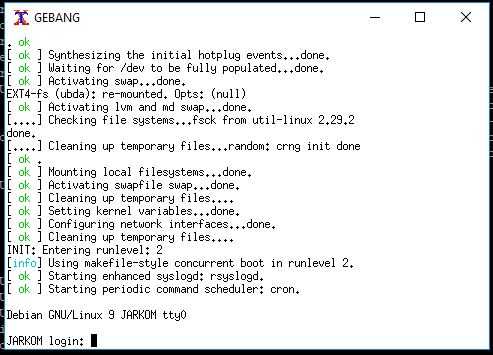 GEBANG
. ok
[ ok ] Synthesizing the initial hotplug events...done.
[ ok ] Waiting for /dev to be fully populated...done.
[ ok ] Activating swap...done.
EXT4-fs (ubda): re-mounted. Opts: (null)
[ ok ] Activating lvm and md swap...done.
[....] Checking file systems...fsck from util-linux 2.29.2
done.
[....] Cleaning up temporary files...random: crng init done
[ ok .
[ ok ] Mounting local filesystems...done.
[ ok ] Activating swapfile swap...done.
[ ok ] Cleaning up temporary files....
[ ok ] Setting kernel variables...done.
[ ok ] Configuring network interfaces...done.
[ ok ] Cleaning up temporary files....
INIT: Entering runlevel: 2
[info] Using makefile-style concurrent boot in runlevel 2.
[ ok ] Starting enhanced syslogd: rsyslogd.
[ ok ] Starting periodic command scheduler: cron.
Debian GNU/Linux 9 JARKOM tty0
JARKOM login: